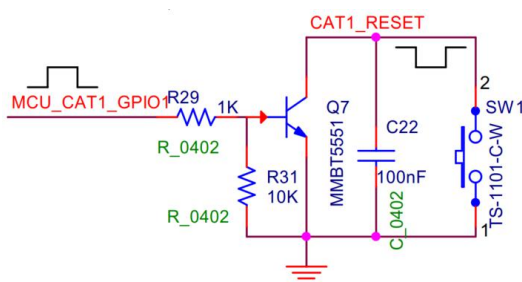 CAT1_RESET
MCU_CAT1_GPIO1
R29
1K
R_0402
Q7
MMBT5551
C22
100nF
C_0402
2
SW1
TS-1101-C-W
1
R31
10K
R_0402